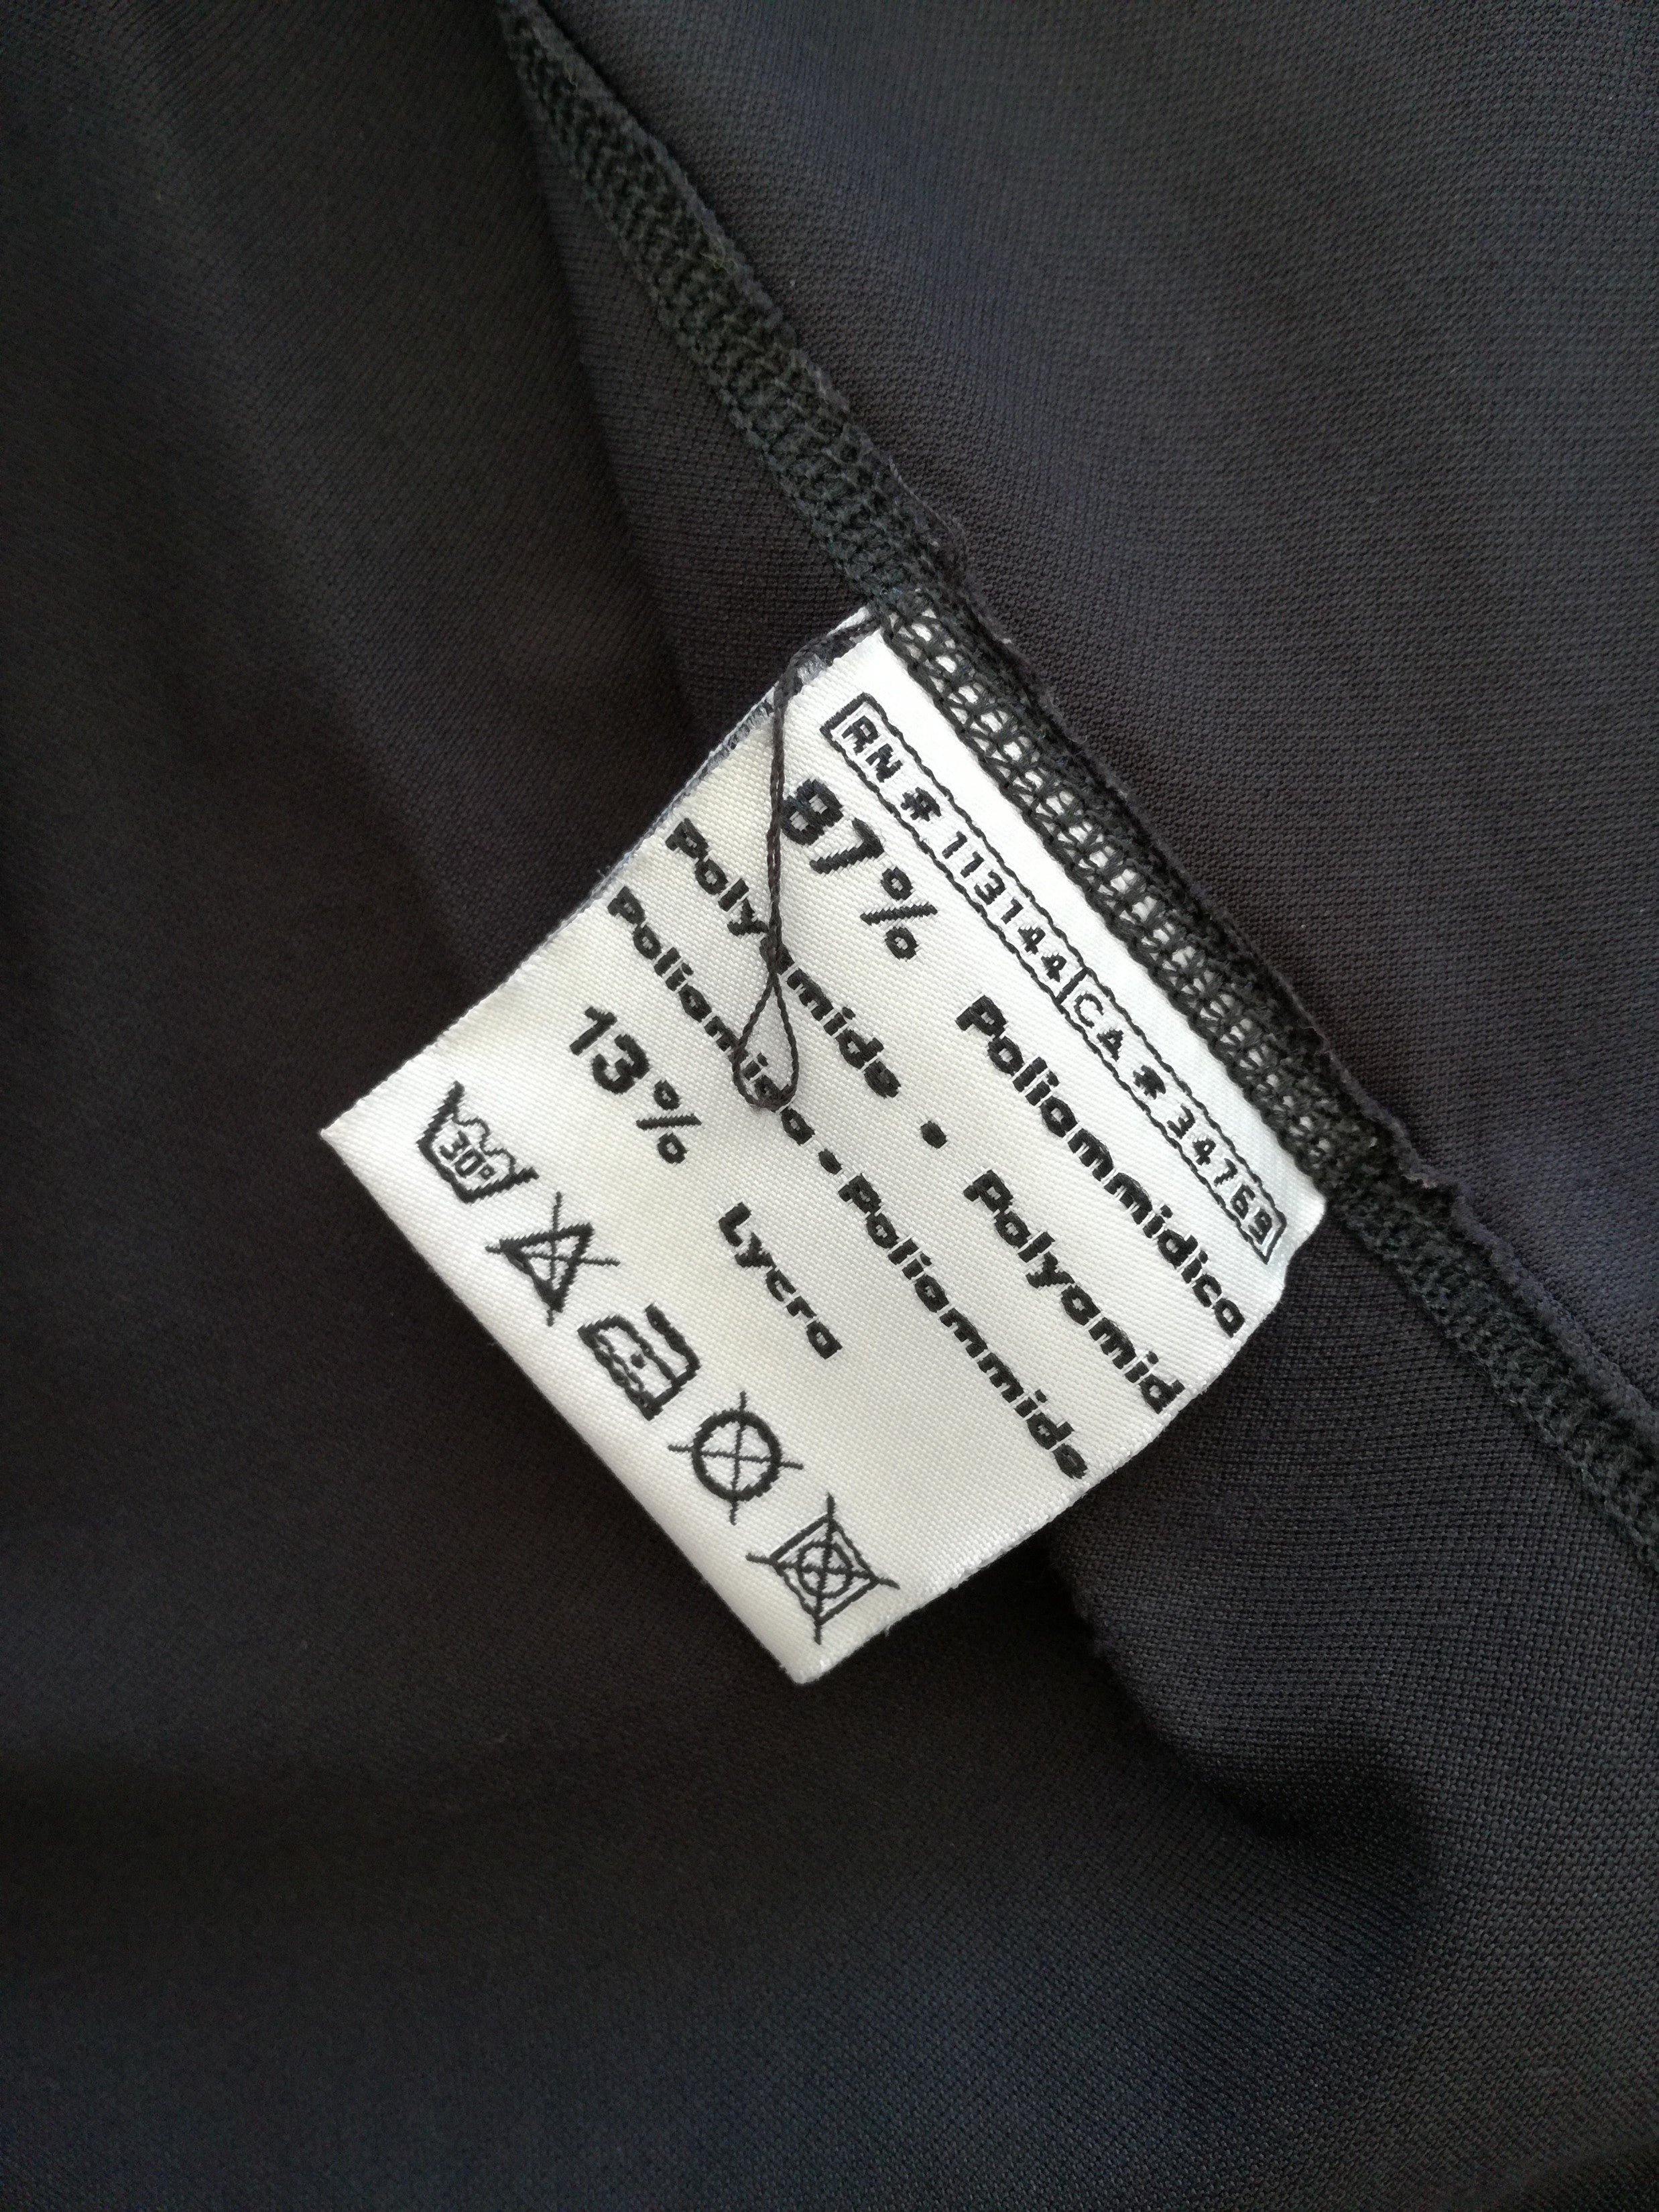 RN # 113144 CA # 34769
87% Poliammidica
Polyamide • Polyamid
Poliamida • Poliammide
13% Lycra
30°